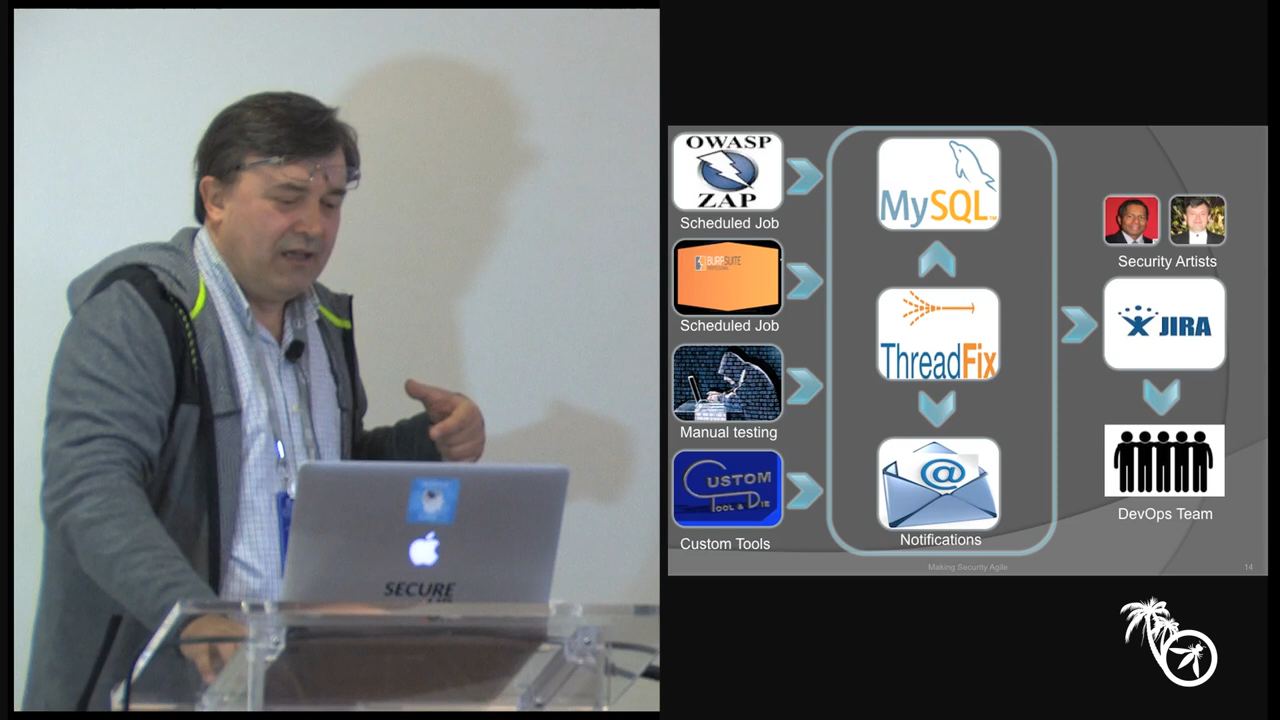 OWASP
ZAP
Scheduled Job
BURPSUITE
Scheduled Job
Manual testing
CUSTOM
TOOL & DIE
Custom Tools
MySQL
ThreadFix
@
Notifications
Security Artists
JIRA
DevOps Team
Making Security Agile
14
SECURE